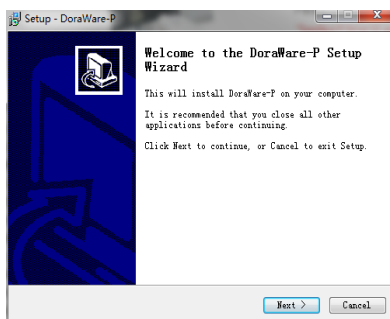 Setup - DoraWare-P
Welcome to the DoraWare-P Setup
Wizard
This will install DoraWare-P on your computer.
It is recommended that you close all other
applications before continuing.
Click Next to continue, or Cancel to exit Setup.
Next >
Cancel